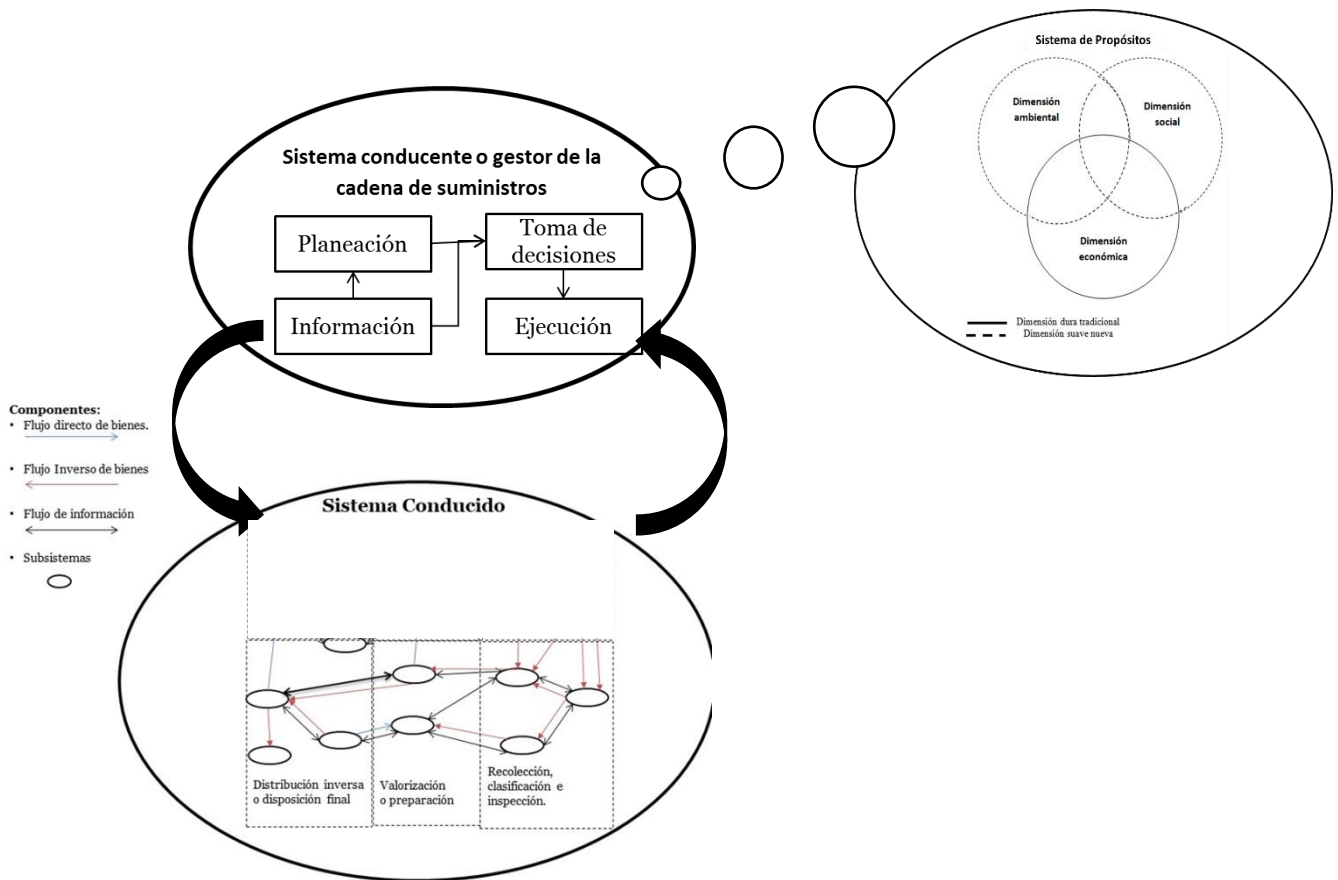 Sistema de Propósitos
Dimensión
ambiental
Dimensión
social
Dimensión
económica
Dimensión dura tradicional
Dimensión suave nueva
Sistema conducente o gestor de la
cadena de suministros
Planeación
Toma de
decisiones
Información
Ejecución
Componentes:
• Flujo directo de bienes.
• Flujo Inverso de bienes
• Flujo de información
• Subsistemas
Sistema Conducido
Distribución inversa
o disposición final
Valorización
o preparación
Recolección,
clasificación e
inspección.